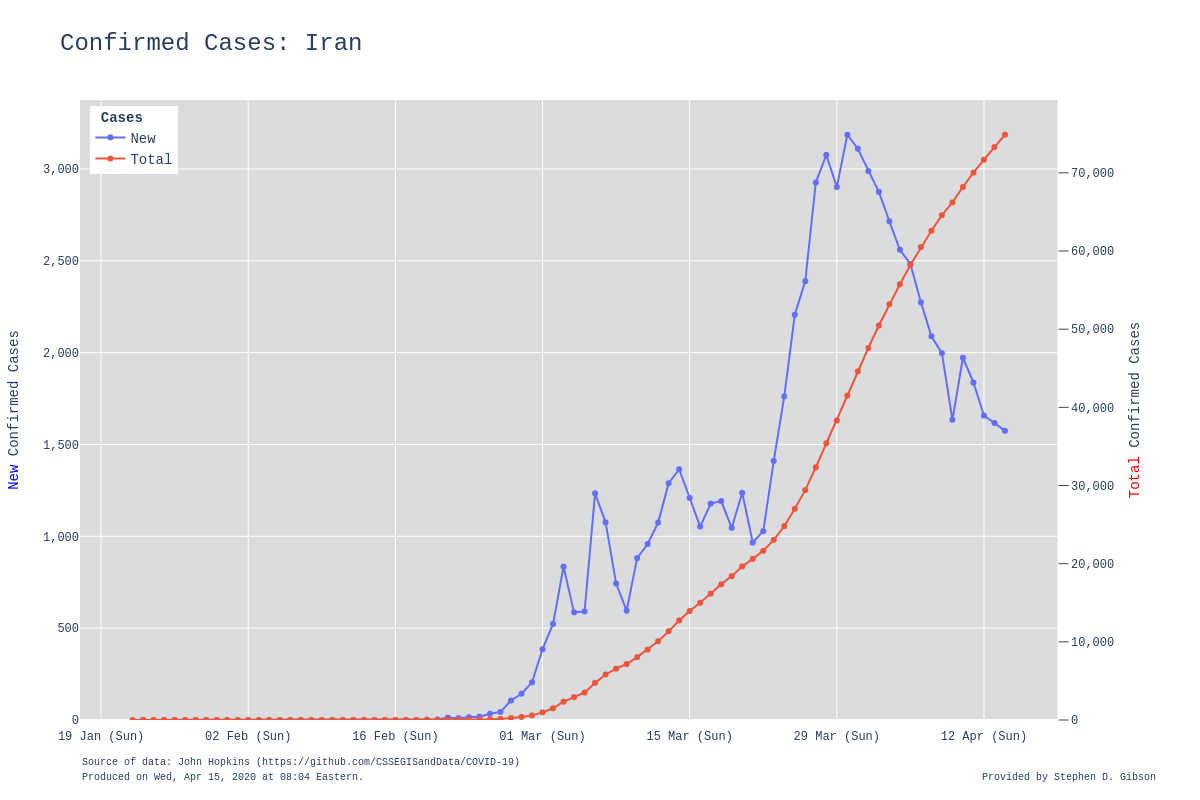 Confirmed Cases: Iran
Cases
New
Total
3,000
2,500
2,000
1,500
1,000
500
0
New Confirmed Cases
70,000
60,000
50,000
40,000
30,000
20,000
10,000
0
Total Confirmed Cases
19 Jan (Sun) 02 Feb (Sun) 16 Feb (Sun) 01 Mar (Sun) 15 Mar (Sun) 29 Mar (Sun) 12 Apr (Sun)
Source of data: John Hopkins (https://github.com/CSSEGISandData/COVID-19)
Produced on Wed, Apr 15, 2020 at 08:04 Eastern.
Provided by Stephen D. Gibson